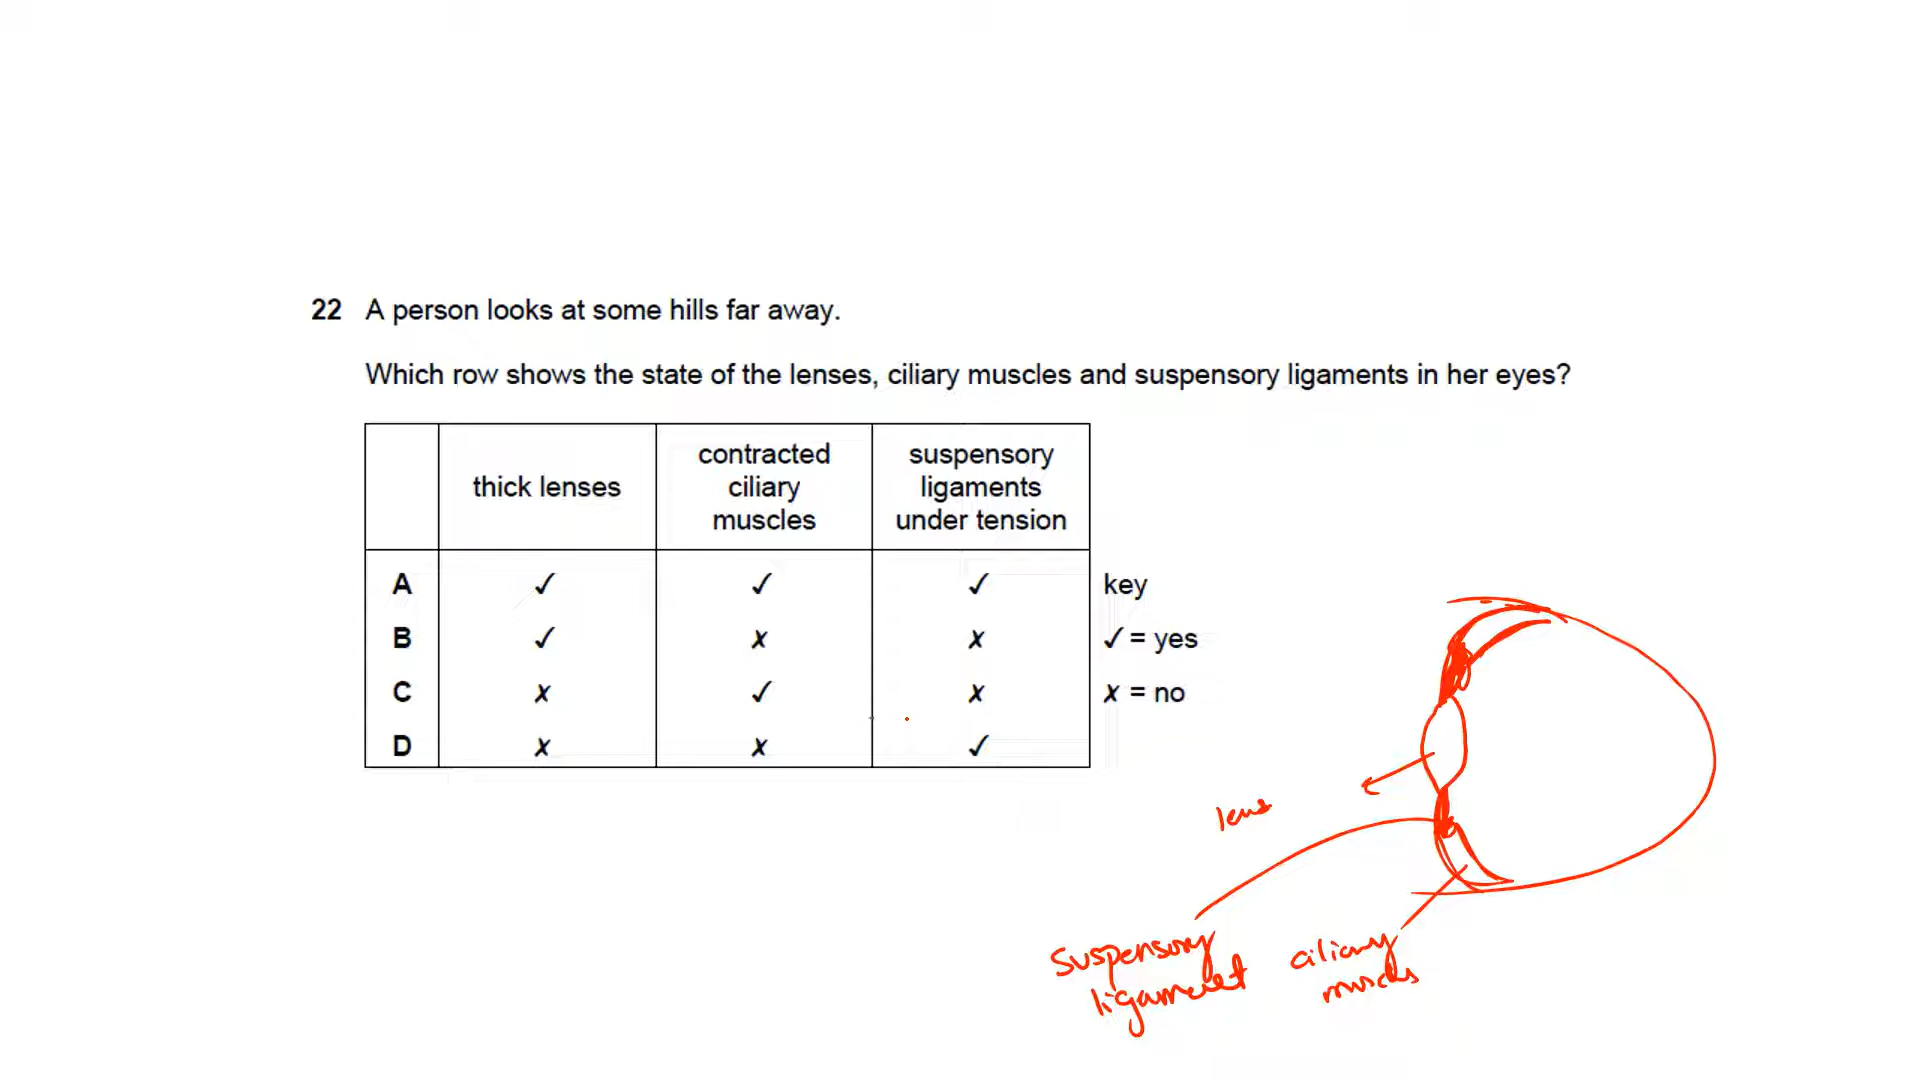 22 A person looks at some hills far away.
Which row shows the state of the lenses, ciliary muscles and suspensory ligaments in her eyes?
thick lenses contracted ciliary muscles suspensory ligaments under tension
A ✓ ✓ ✓ key
B ✓ ✗ ✗ ✓ = yes
C ✗ ✓ ✗ ✗ = no
D ✗ ✗ ✓
lens
suspensory
ligament
ciliary
muscles